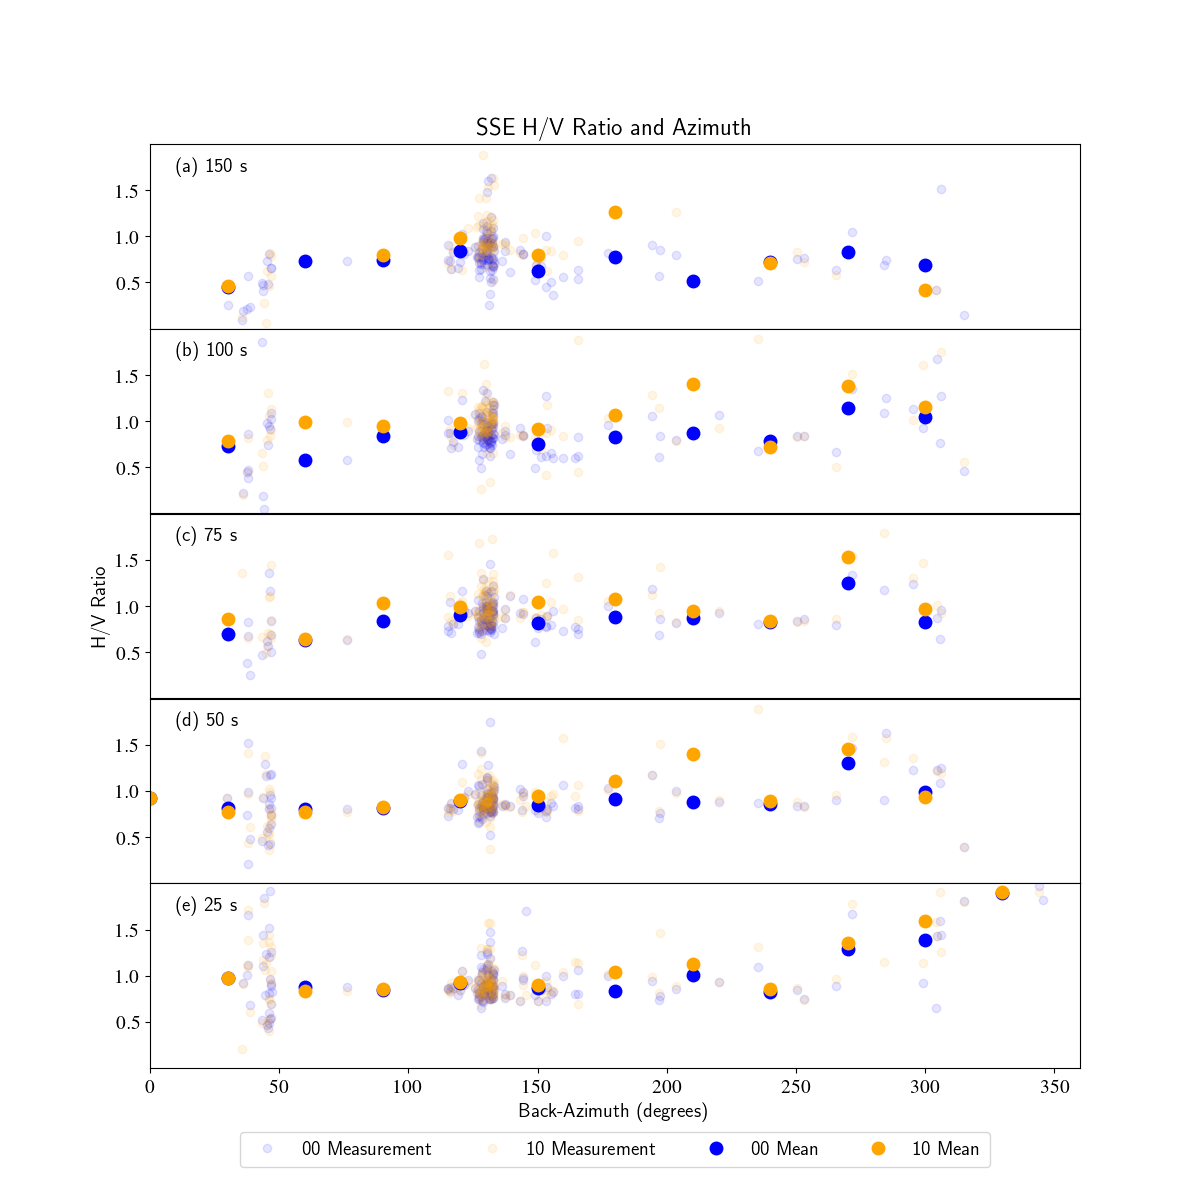 SSE H/V Ratio and Azimuth
(a) 150 s
1.5
1.0
0.5
(b) 100 s
1.5
1.0
0.5
(c) 75 s
1.5
1.0
0.5
H/V Ratio
(d) 50 s
1.5
1.0
0.5
(e) 25 s
1.5
1.0
0.5
0 50 100 150 200 250 300 350
Back-Azimuth (degrees)
00 Measurement 10 Measurement 00 Mean 10 Mean